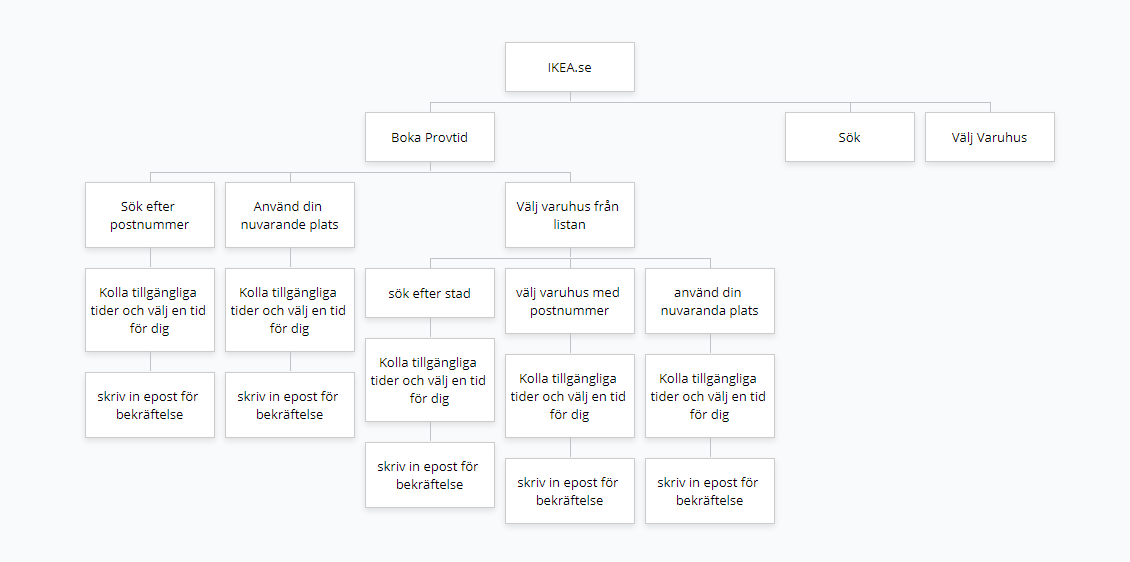 IKEA.se
Boka Provtid
Sök
Välj Varuhus
Sök efter
postnummer
Använd din
nuvarande plats
Välj varuhus från
listan
Kolla tillgängliga
tider och välj en tid
för dig
Kolla tillgängliga
tider och välj en tid
för dig
sök efter stad
välj varuhus med
postnummer
använd din
nuvaranda plats
skriv in epost för
bekräftelse
skriv in epost för
bekräftelse
Kolla tillgängliga
tider och välj en tid
för dig
Kolla tillgängliga
tider och välj en tid
för dig
Kolla tillgängliga
tider och välj en tid
för dig
skriv in epost för
bekräftelse
skriv in epost för
bekräftelse
skriv in epost för
bekräftelse